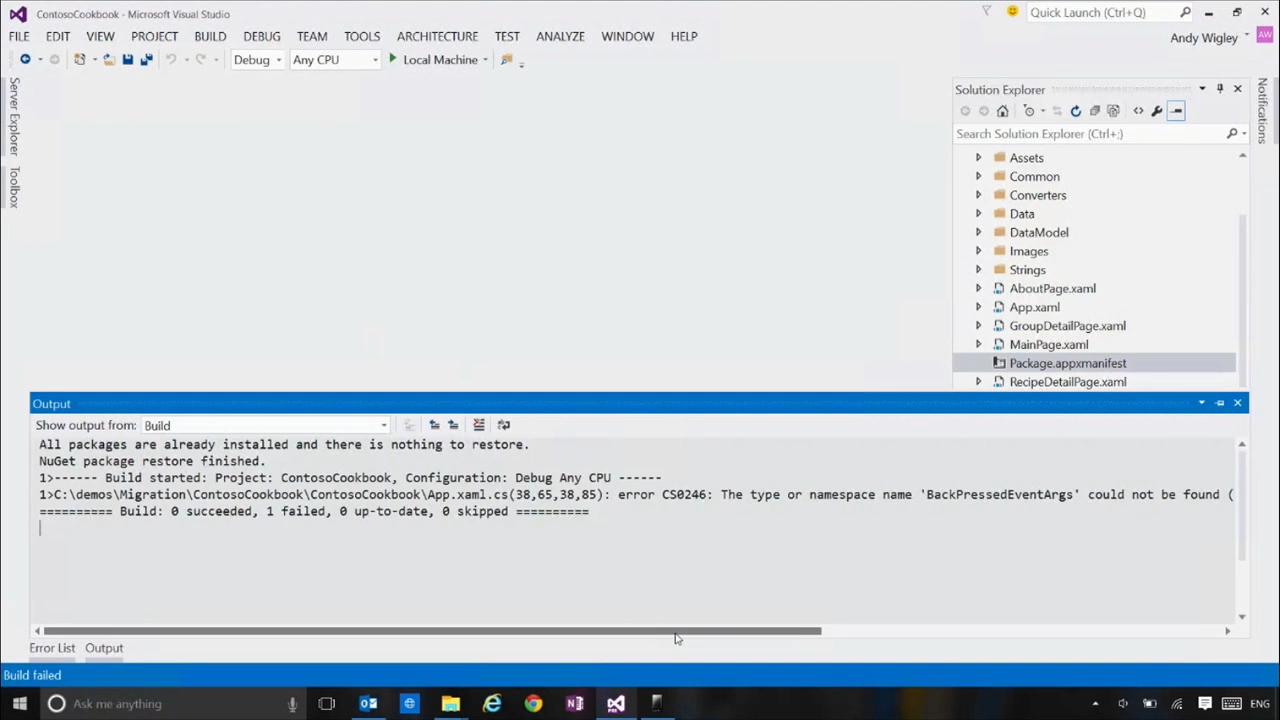 ContosoCookbook - Microsoft Visual Studio
Quick Launch (Ctrl+Q)
FILE EDIT VIEW PROJECT BUILD DEBUG TEAM TOOLS ARCHITECTURE TEST ANALYZE WINDOW HELP
Andy Wigley AW
Debug Any CPU Local Machine
Server Explorer
Toolbox
Solution Explorer
Notifications
Search Solution Explorer (Ctrl+;)
Assets
Common
Converters
Data
DataModel
Images
Strings
AboutPage.xaml
App.xaml
GroupDetailPage.xaml
MainPage.xaml
Package.appxmanifest
RecipeDetailPage.xaml
Output
Show output from: Build
All packages are already installed and there is nothing to restore.
NuGet package restore finished.
1>------ Build started: Project: ContosoCookbook, Configuration: Debug Any CPU ------
1>C:\demos\Migration\ContosoCookbook\ContosoCookbook\App.xaml.cs(38,65,38,85): error CS0246: The type or namespace name 'BackPressedEventArgs' could not be found (
========== Build: 0 succeeded, 1 failed, 0 up-to-date, 0 skipped ==========
Error List Output
Build failed
Ask me anything
ENG